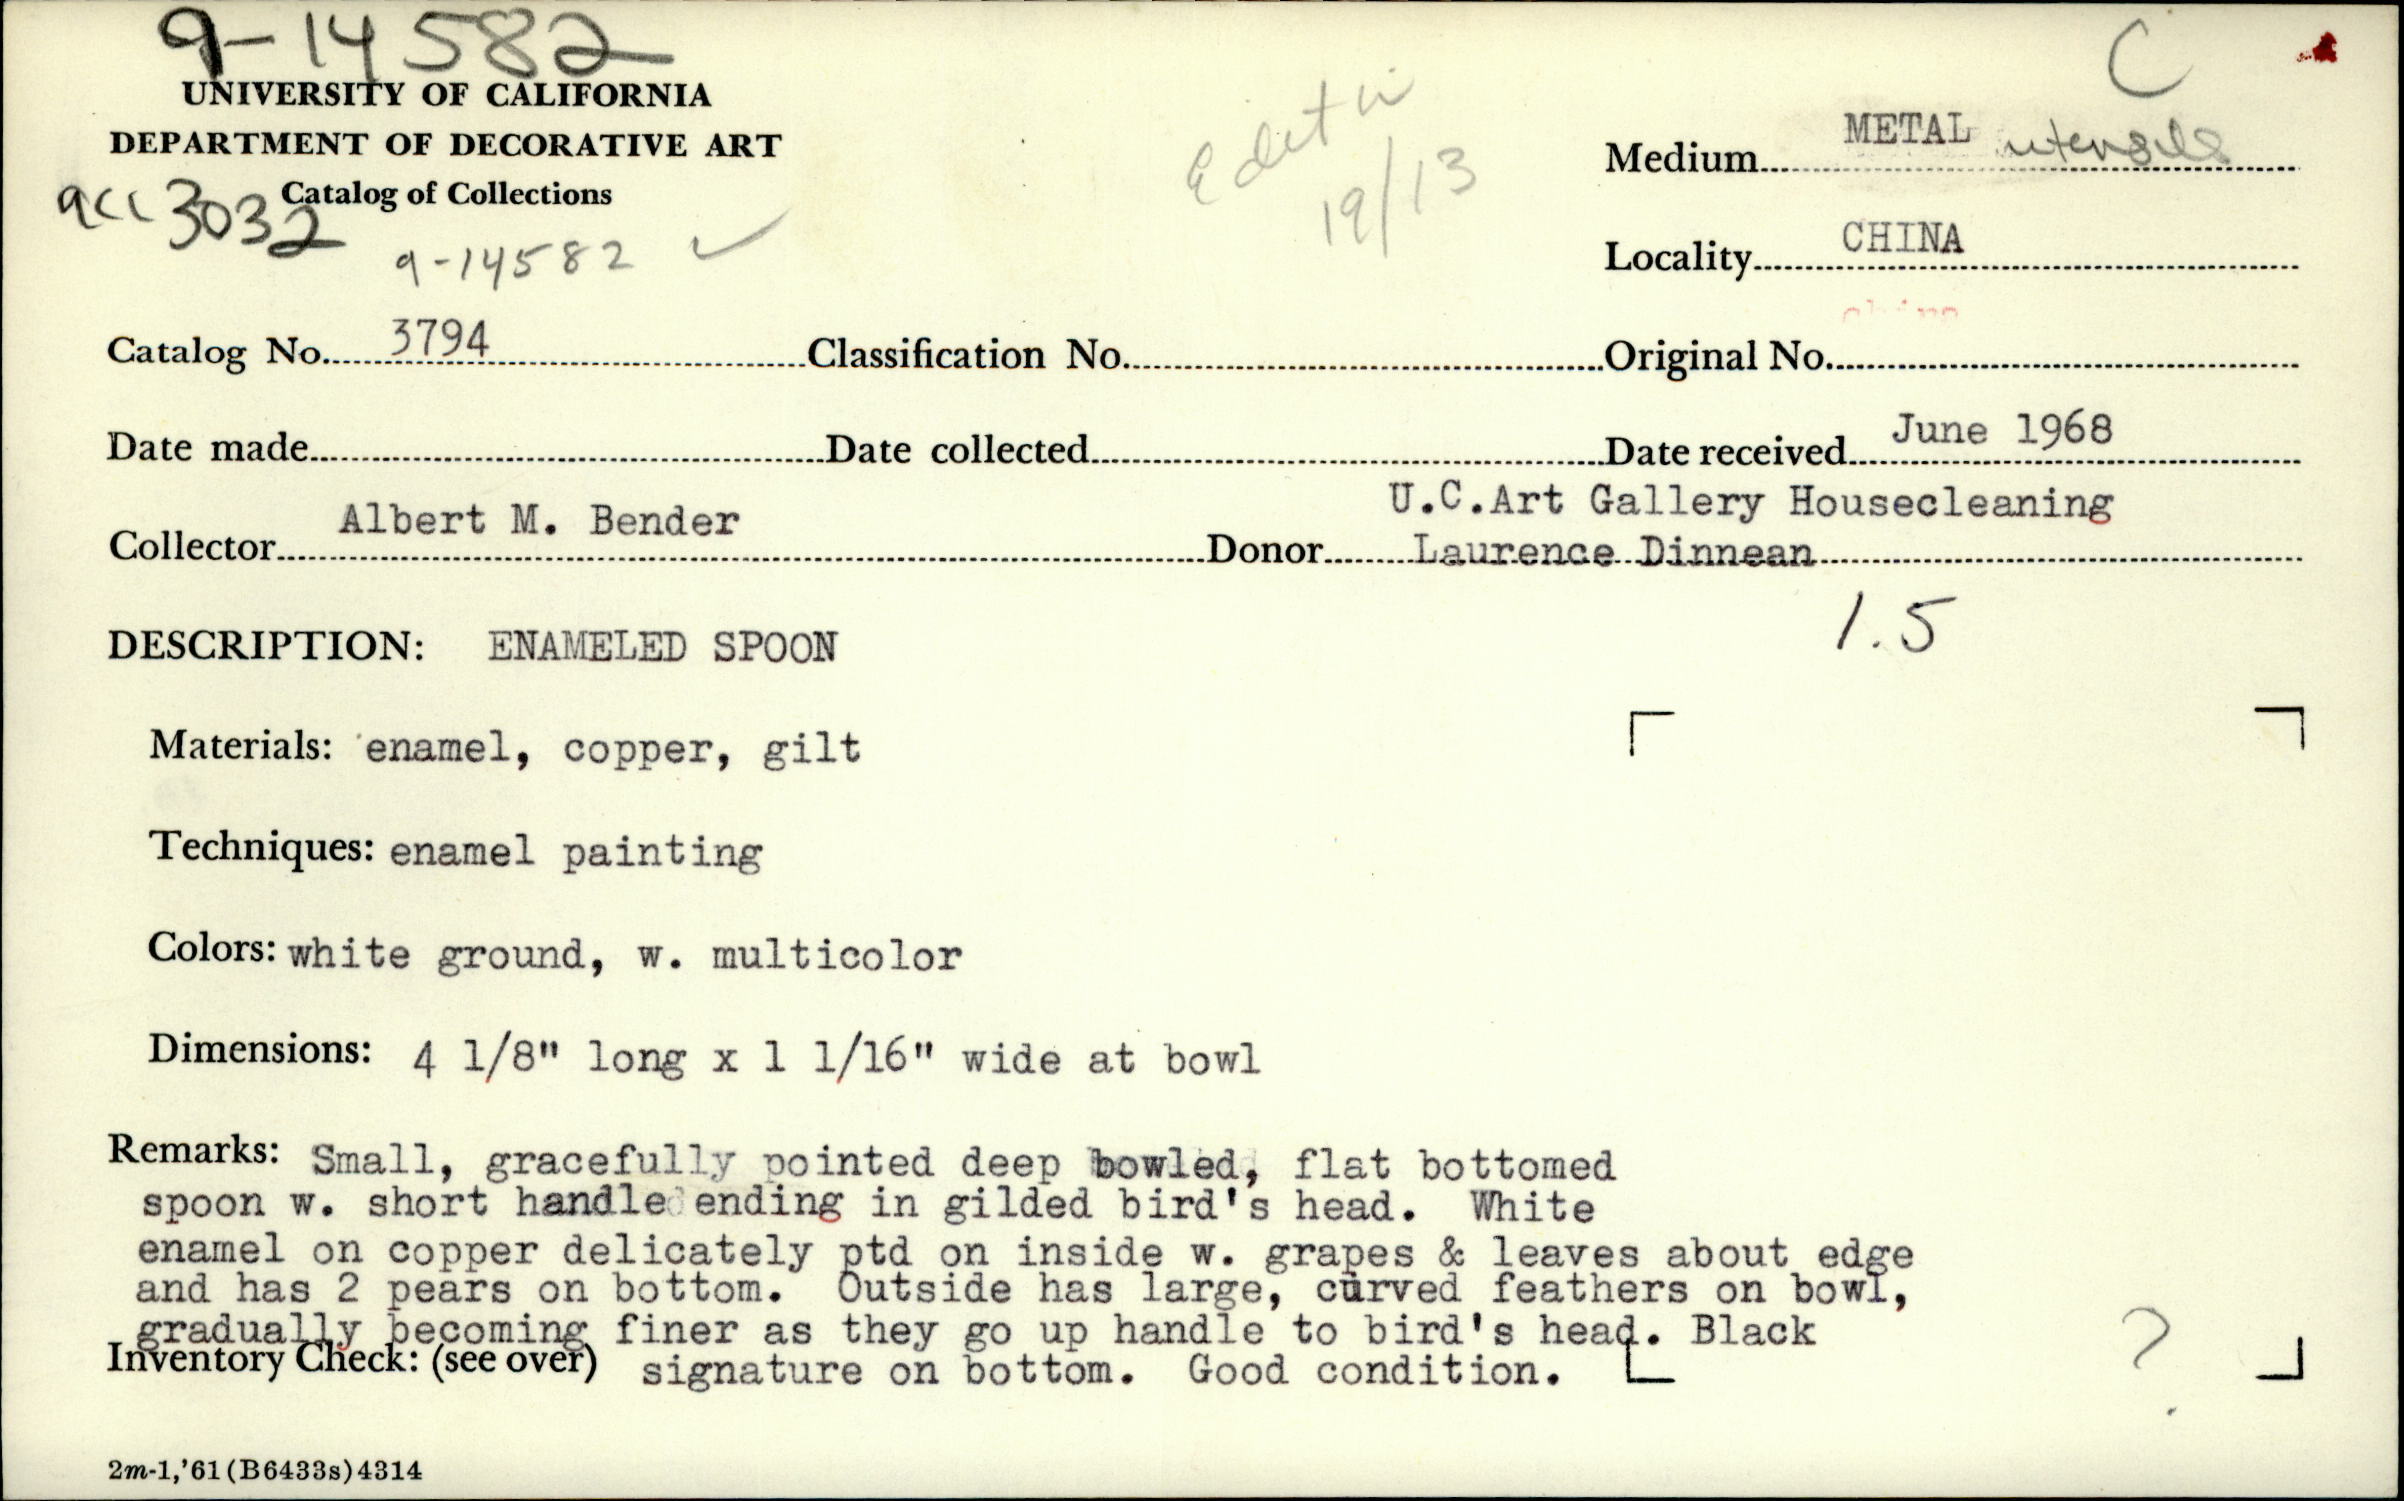 9-14582
C
UNIVERSITY OF CALIFORNIA
DEPARTMENT OF DECORATIVE ART
Catalog of Collections
acc 3032
9-14582 ✓
19/13
Medium METAL utensils
Locality CHINA
Catalog No. 3794 Classification No. Original No.
Date made Date collected Date received June 1968
Collector Albert M. Bender Donor U.C.Art Gallery Housecleaning
Laurence Dinnean
1.5
DESCRIPTION: ENAMELED SPOON
Materials: enamel, copper, gilt
Techniques: enamel painting
Colors: white ground, w. multicolor
Dimensions: 4 1/8" long x 1 1/16" wide at bowl
Remarks: Small, gracefully pointed deep bowled, flat bottomed
spoon w. short handle ending in gilded bird's head. White
enamel on copper delicately ptd on inside w. grapes & leaves about edge
and has 2 pears on bottom. Outside has large, curved feathers on bowl,
gradually becoming finer as they go up handle to bird's head. Black
Inventory Check: (see over) signature on bottom. Good condition.
?
2m-1,'61(B6433s)4314